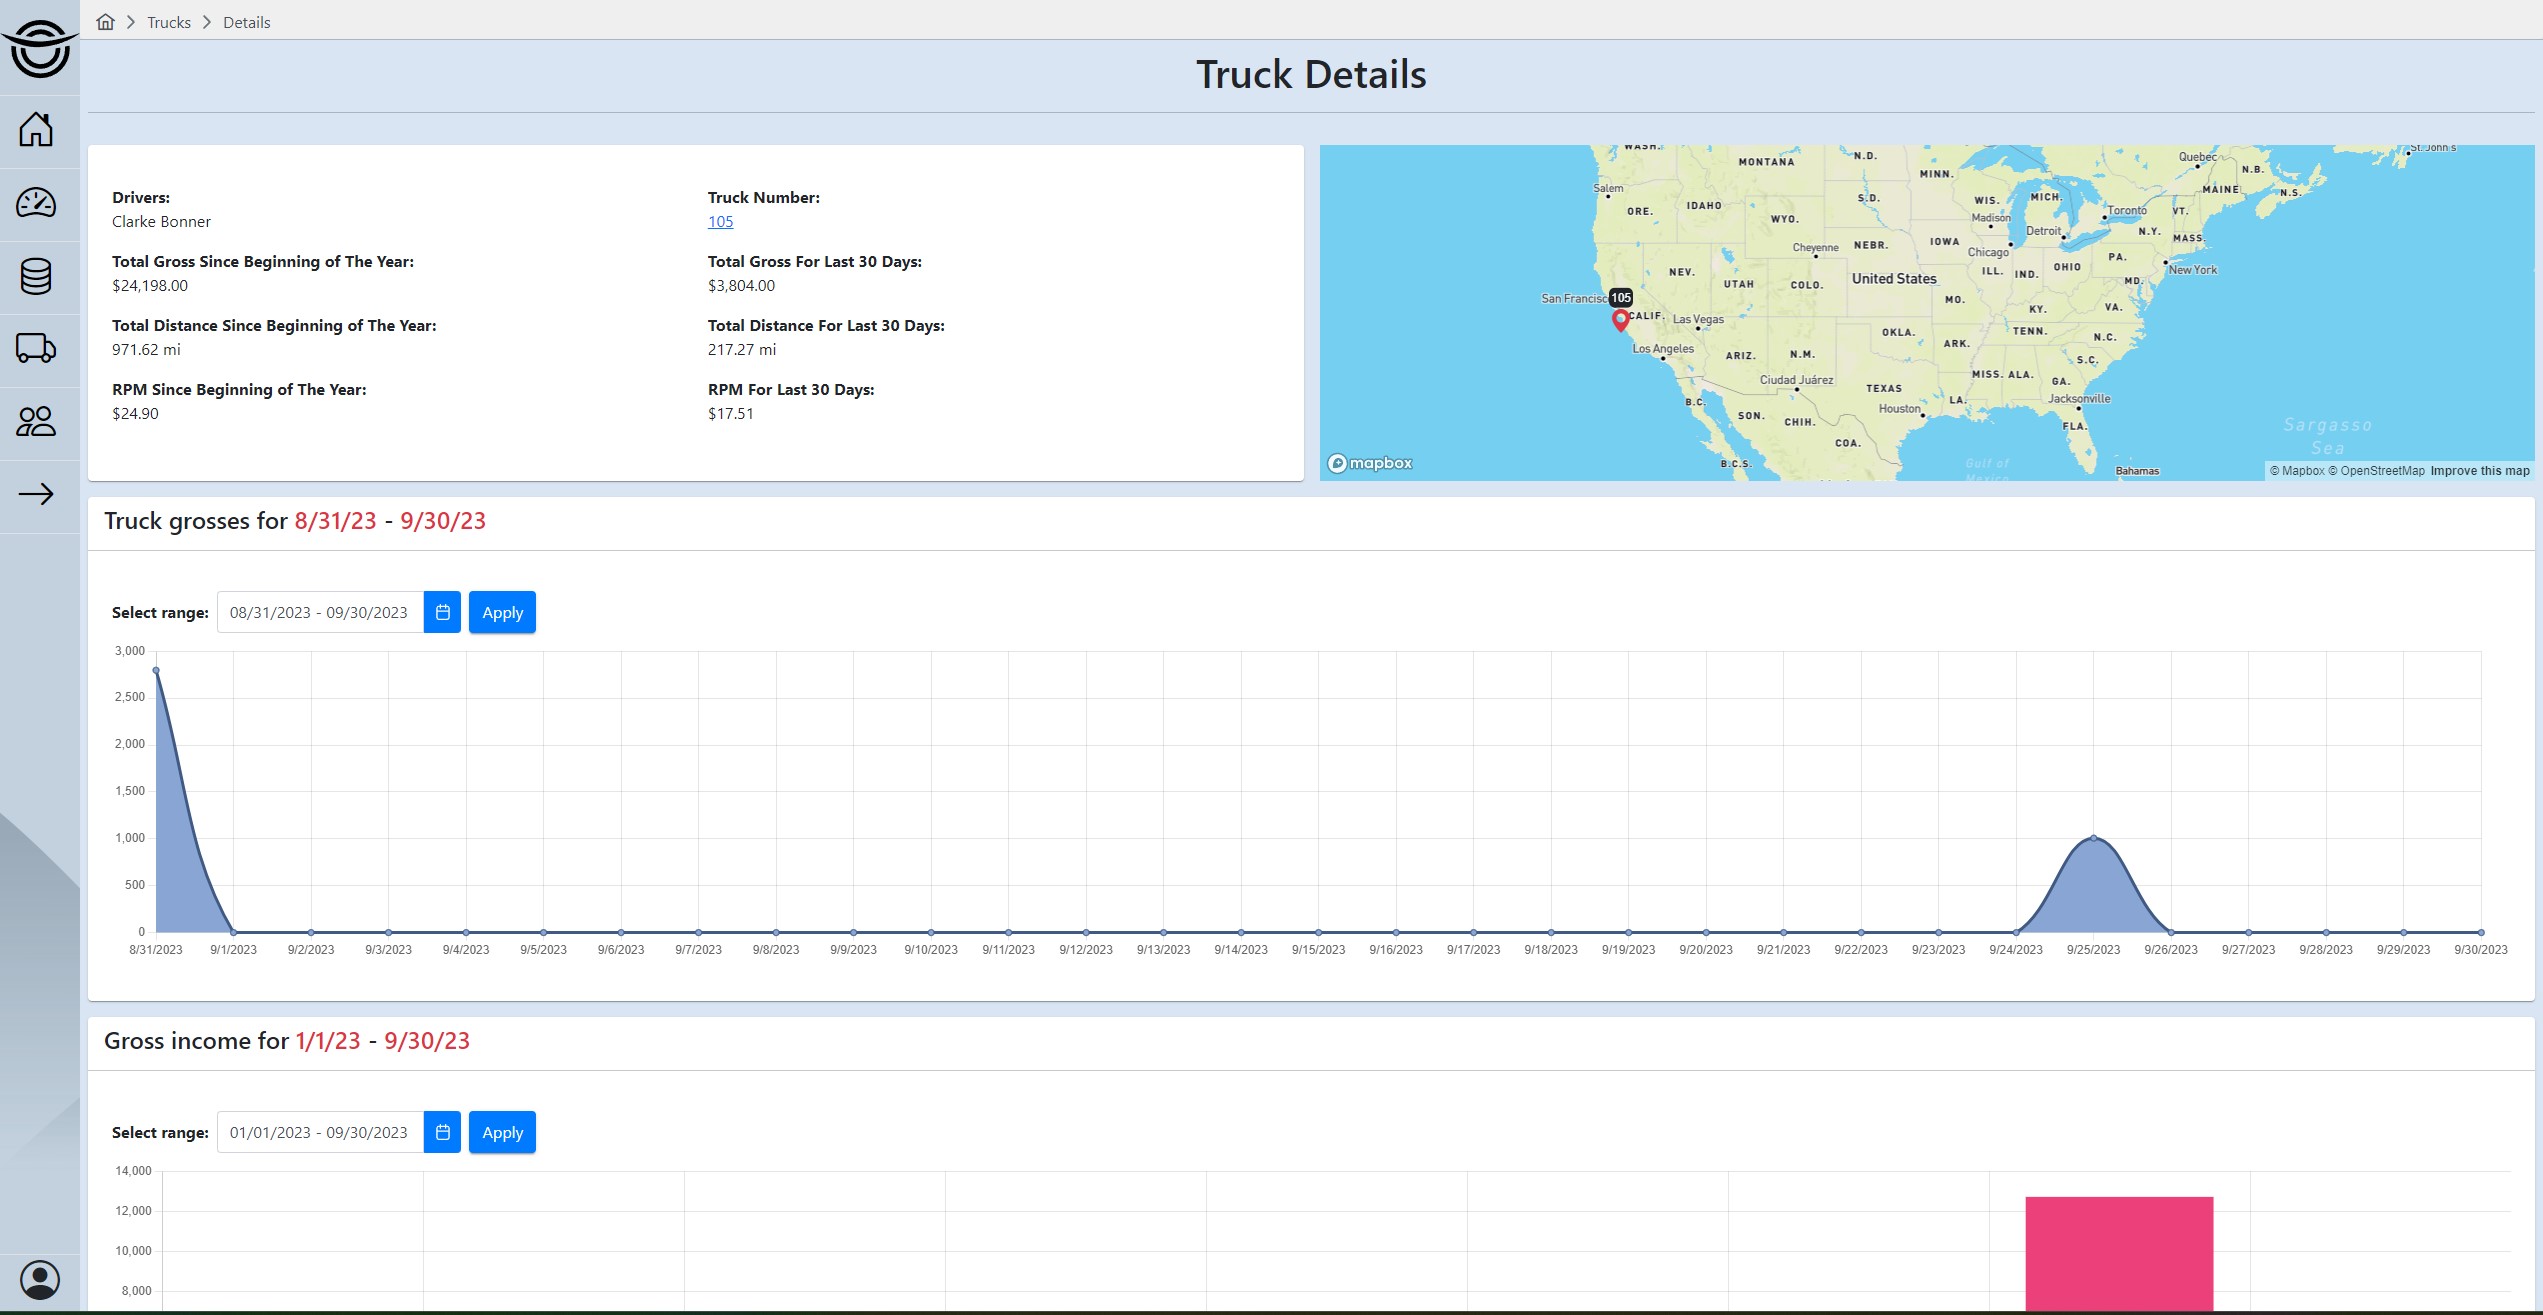 Trucks
Details
Truck Details
Drivers:
Clarke Bonner
Truck Number:
105
Total Gross Since Beginning of The Year:
$24,198.00
Total Gross For Last 30 Days:
$3,804.00
Total Distance Since Beginning of The Year:
971.62 mi
Total Distance For Last 30 Days:
217.27 mi
RPM Since Beginning of The Year:
$24.90
RPM For Last 30 Days:
$17.51
WASH.
MONTANA
N.D.
MINN.
Quebec
St. John's
N.B.
MAINE
N.S.
Salem
ORE.
IDAHO
WYO.
S.D.
WIS.
MICH.
Madison
Toronto
VT.
Detroit
N.Y.
MASS.
Cheyenne
NEBR.
IOWA
Chicago
NEV.
UTAH
COLO.
United States
ILL.
IND.
OHIO
PA.
New York
MD.
San Francisc
105
CALIF.
Las Vegas
MO.
KY.
VA.
OKLA.
TENN.
N.C.
Los Angeles
ARIZ.
N.M.
ARK.
S.C.
Ciudad Juárez
TEXAS
MISS.
ALA.
GA.
B.C.
SON.
CHIH.
Houston
LA.
Jacksonville
FLA.
COA.
Sargasso
Sea
B.C.S.
Gulf of
Mexico
Bahamas
mapbox
© Mapbox © OpenStreetMap Improve this map
Truck grosses for 8/31/23 - 9/30/23
Select range:
08/31/2023 - 09/30/2023
Apply
3,000
2,500
2,000
1,500
1,000
500
0
8/31/2023 9/1/2023 9/2/2023 9/3/2023 9/4/2023 9/5/2023 9/6/2023 9/7/2023 9/8/2023 9/9/2023 9/10/2023 9/11/2023 9/12/2023 9/13/2023 9/14/2023 9/15/2023 9/16/2023 9/17/2023 9/18/2023 9/19/2023 9/20/2023 9/21/2023 9/22/2023 9/23/2023 9/24/2023 9/25/2023 9/26/2023 9/27/2023 9/28/2023 9/29/2023 9/30/2023
Gross income for 1/1/23 - 9/30/23
Select range:
01/01/2023 - 09/30/2023
Apply
14,000
12,000
10,000
8,000